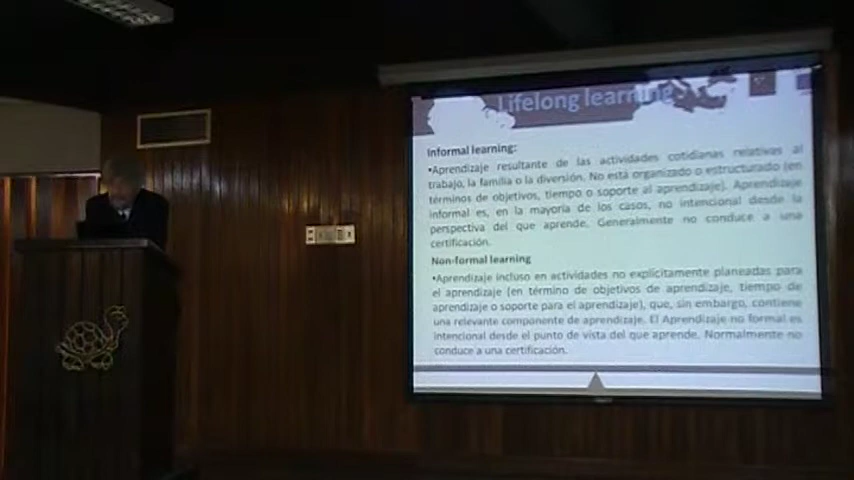 Lifelong learning
Informal learning:
•Aprendizaje resultante de las actividades cotidianas relativas al
trabajo, la familia o la diversión. No está organizado o estructurado (en
términos de objetivos, tiempo o soporte al aprendizaje). Aprendizaje
informal es, en la mayoría de los casos, no intencional desde la
perspectiva del que aprende. Generalmente no conduce a una
certificación.
Non-formal learning
•Aprendizaje incluso en actividades no explícitamente planeadas para
el aprendizaje (en término de objetivos de aprendizaje, tiempo de
aprendizaje o soporte para el aprendizaje), que, sin embargo, contiene
una relevante componente de aprendizaje. El Aprendizaje no formal es
intencional desde el punto de vista del que aprende. Normalmente no
conduce a una certificación.